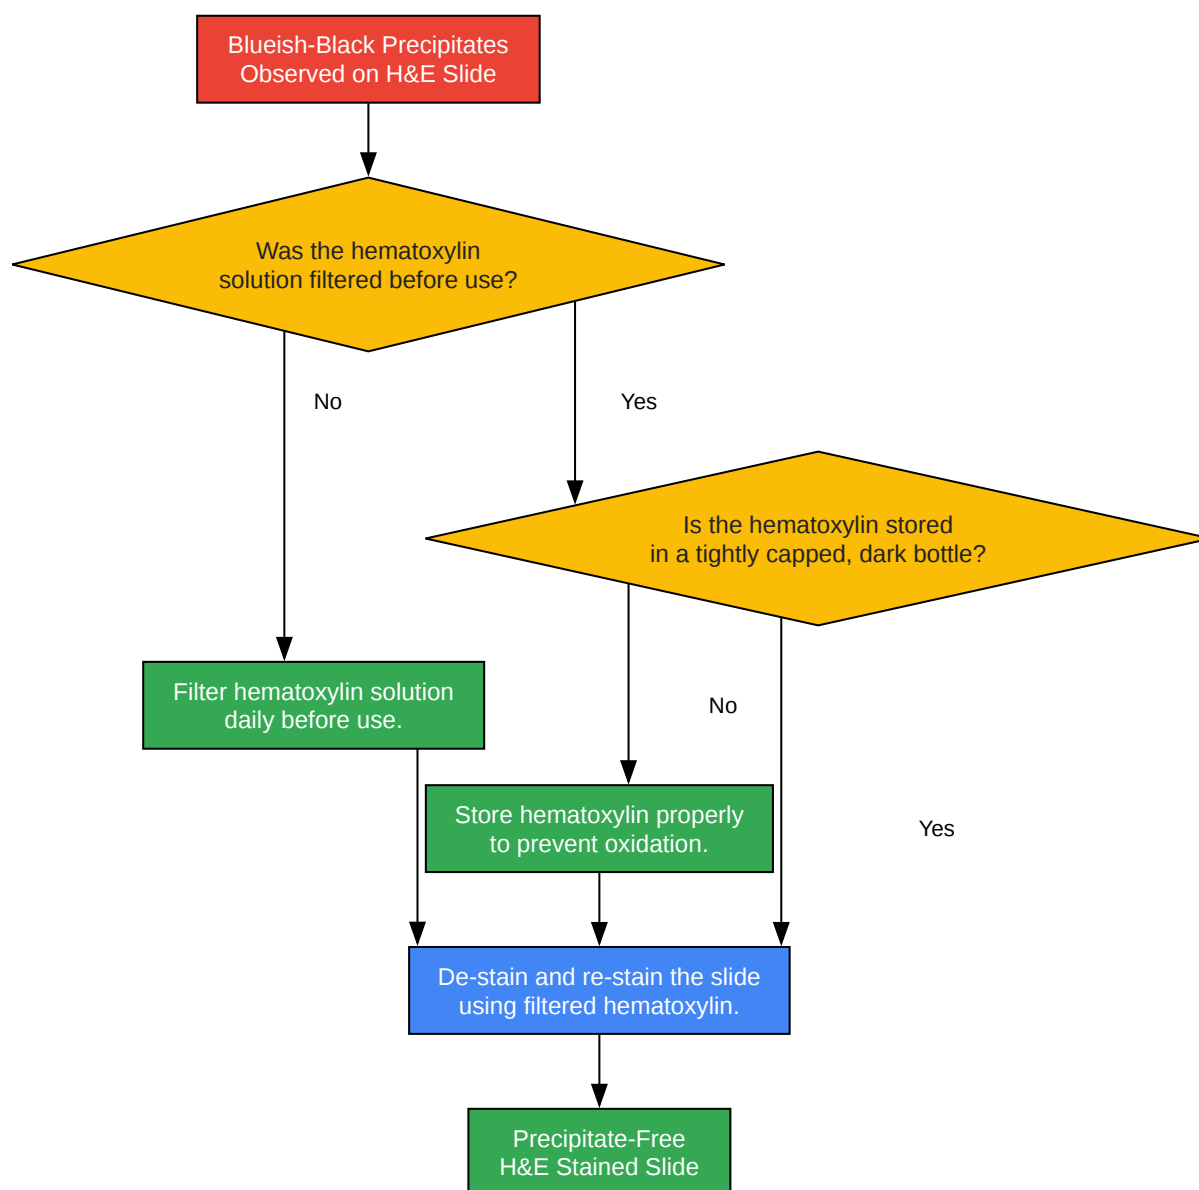 Blueish-Black Precipitates
Observed on H&E Slide
Was the hematoxylin
solution filtered before use?
No
Yes
Is the hematoxylin stored
in a tightly capped, dark bottle?
Filter hematoxylin solution
daily before use.
No
Store hematoxylin properly
to prevent oxidation.
Yes
De-stain and re-stain the slide
using filtered hematoxylin.
Precipitate-Free
H&E Stained Slide